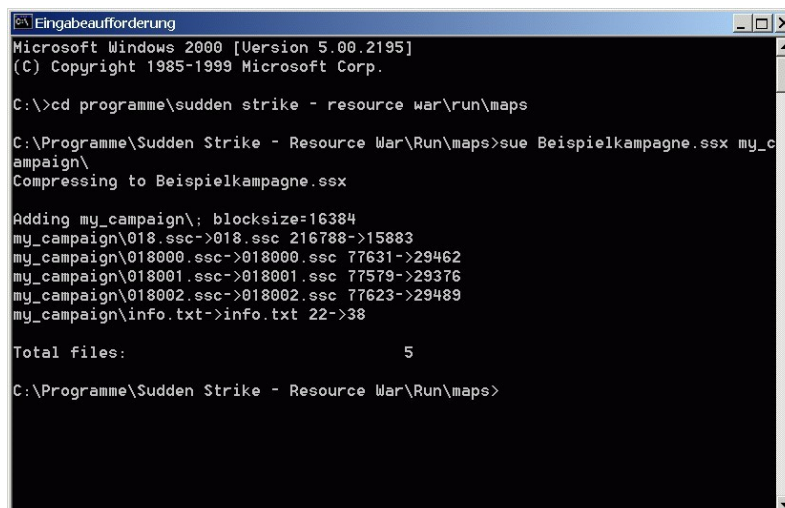 Eingabeaufforderung
Microsoft Windows 2000 [Version 5.00.2195]
(C) Copyright 1985-1999 Microsoft Corp.
C:\>cd programme\sudden strike - resource war\run\maps
C:\Programme\Sudden Strike - Resource War\Run\maps>sue Beispielkampagne.ssx my_c
ampaign\
Compressing to Beispielkampagne.ssx
Adding my_campaign\; blocksize=16384
my_campaign\018.ssc->018.ssc 216788->15883
my_campaign\018000.ssc->018000.ssc 77631->29462
my_campaign\018001.ssc->018001.ssc 77579->29376
my_campaign\018002.ssc->018002.ssc 77623->29489
my_campaign\info.txt->info.txt 22->38
Total files: 5
C:\Programme\Sudden Strike - Resource War\Run\maps>